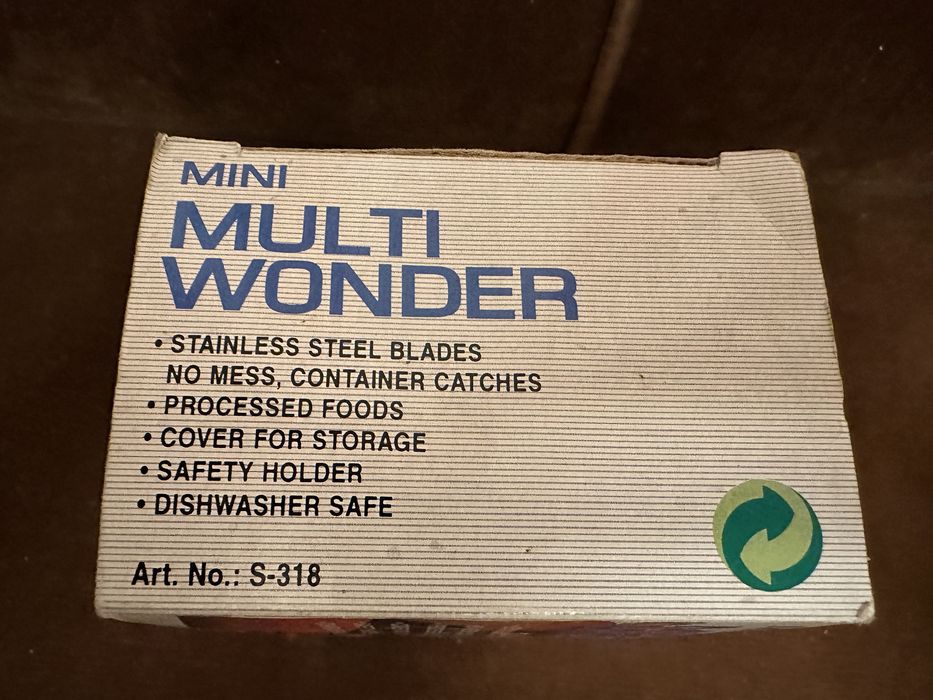 MINI
MULTI
WONDER
• STAINLESS STEEL BLADES
NO MESS, CONTAINER CATCHES
• PROCESSED FOODS
• COVER FOR STORAGE
• SAFETY HOLDER
• DISHWASHER SAFE
Art. No.: S-318